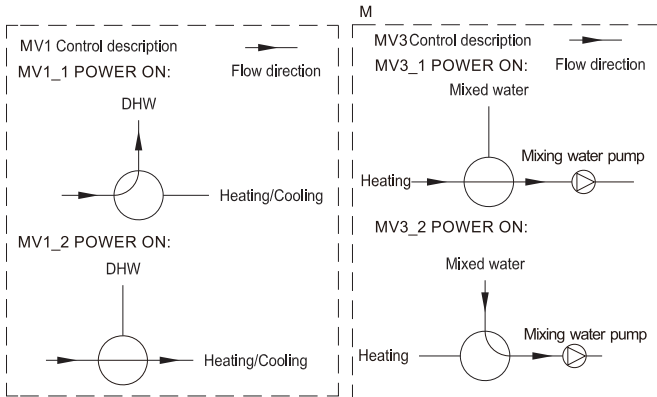 MV1 Control description
MV1_1 POWER ON:
Flow direction
DHW
Heating/Cooling
MV1_2 POWER ON:
DHW
Heating/Cooling
M
MV3 Control description
MV3_1 POWER ON:
Flow direction
Mixed water
Mixing water pump
Heating
MV3_2 POWER ON:
Mixed water
Mixing water pump
Heating